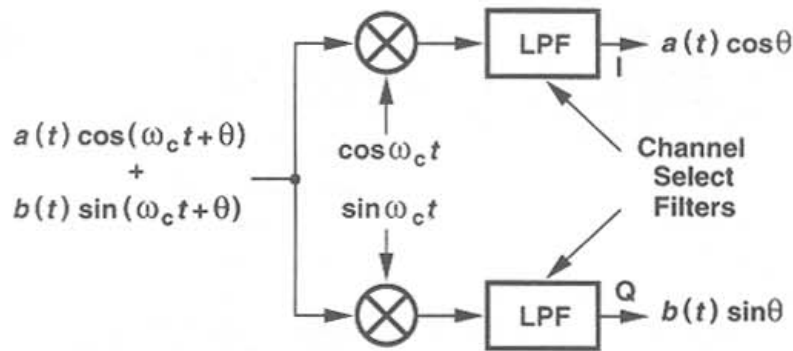 a(t) cos(ω_c t + θ)
+
b(t) sin(ω_c t + θ)
cos ω_c t
sin ω_c t
LPF
I
a(t) cosθ
Channel
Select
Filters
LPF
Q
b(t) sinθ